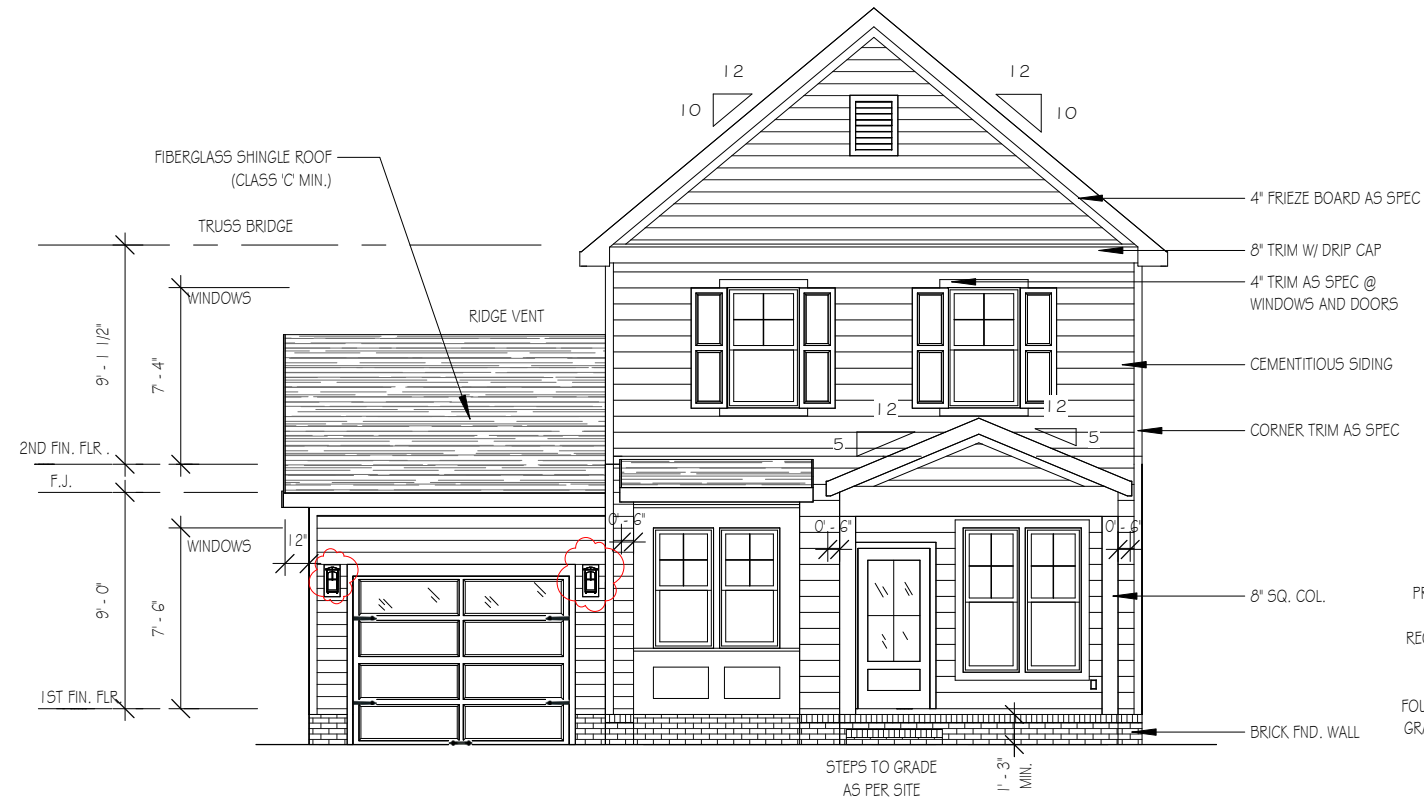 12
10
12
10
FIBERGLASS SHINGLE ROOF
(CLASS 'C' MIN.)
TRUSS BRIDGE
4" FRIEZE BOARD AS SPEC
8" TRIM W/ DRIP CAP
4" TRIM AS SPEC @
WINDOWS AND DOORS
WINDOWS
RIDGE VENT
9' - 1 1/2"
7' - 4"
CEMENTITIOUS SIDING
12
12
5
5
CORNER TRIM AS SPEC
2ND FIN. FLR .
F.J.
WINDOWS
12"
0' - 6"
0' - 6"
0' - 6"
9' - 0"
7' - 6"
8" SQ. COL.
1ST FIN. FLR.
BRICK FND. WALL
STEPS TO GRADE
AS PER SITE
1' - 3"
MIN.